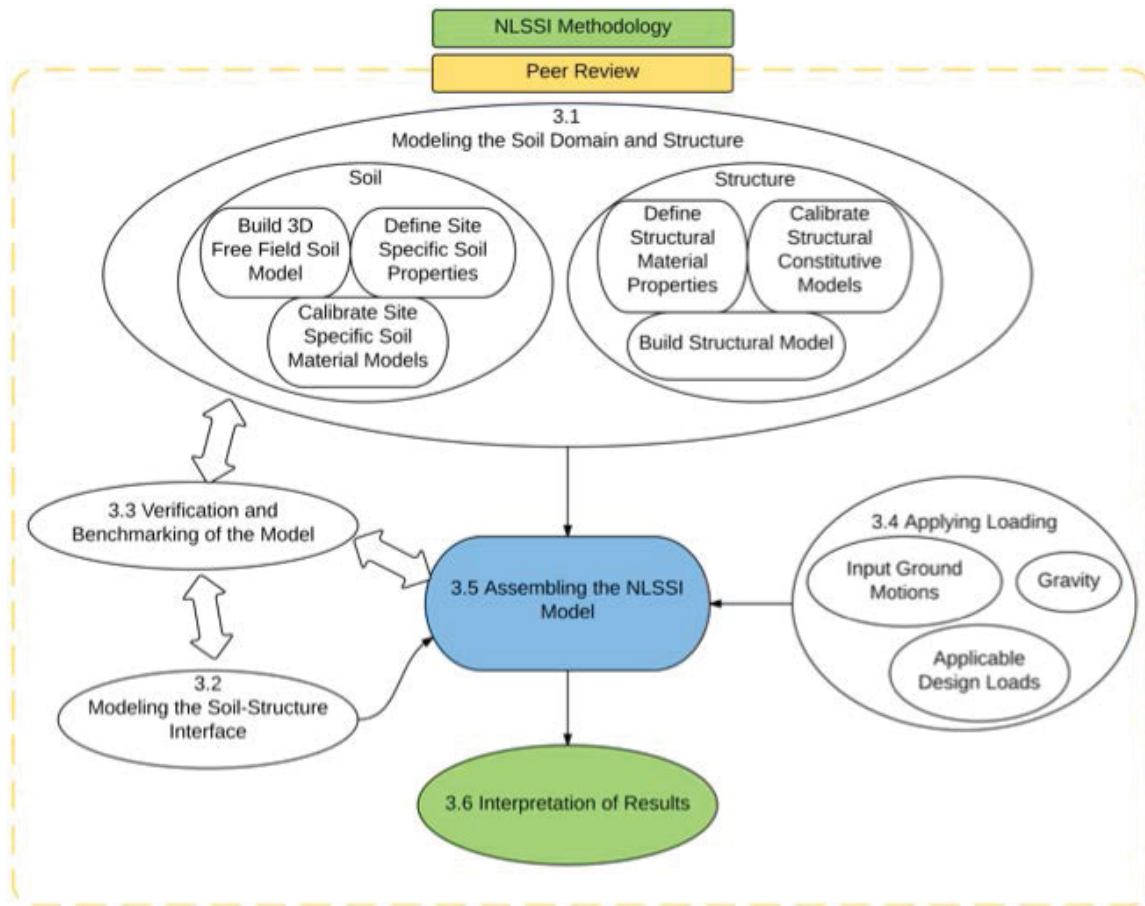 NLSSI Methodology
Peer Review
3.1
Modeling the Soil Domain and Structure
Soil
Build 3D
Free Field Soil
Model
Define Site
Specific Soil
Properties
Calibrate Site
Specific Soil
Material Models
Structure
Define
Structural
Material
Properties
Calibrate
Structural
Constitutive
Models
Build Structural Model
3.3 Verification and
Benchmarking of the Model
3.2
Modeling the Soil-Structure
Interface
3.5 Assembling the NLSSI
Model
3.4 Applying Loading
Input Ground
Motions
Gravity
Applicable
Design Loads
3.6 Interpretation of Results